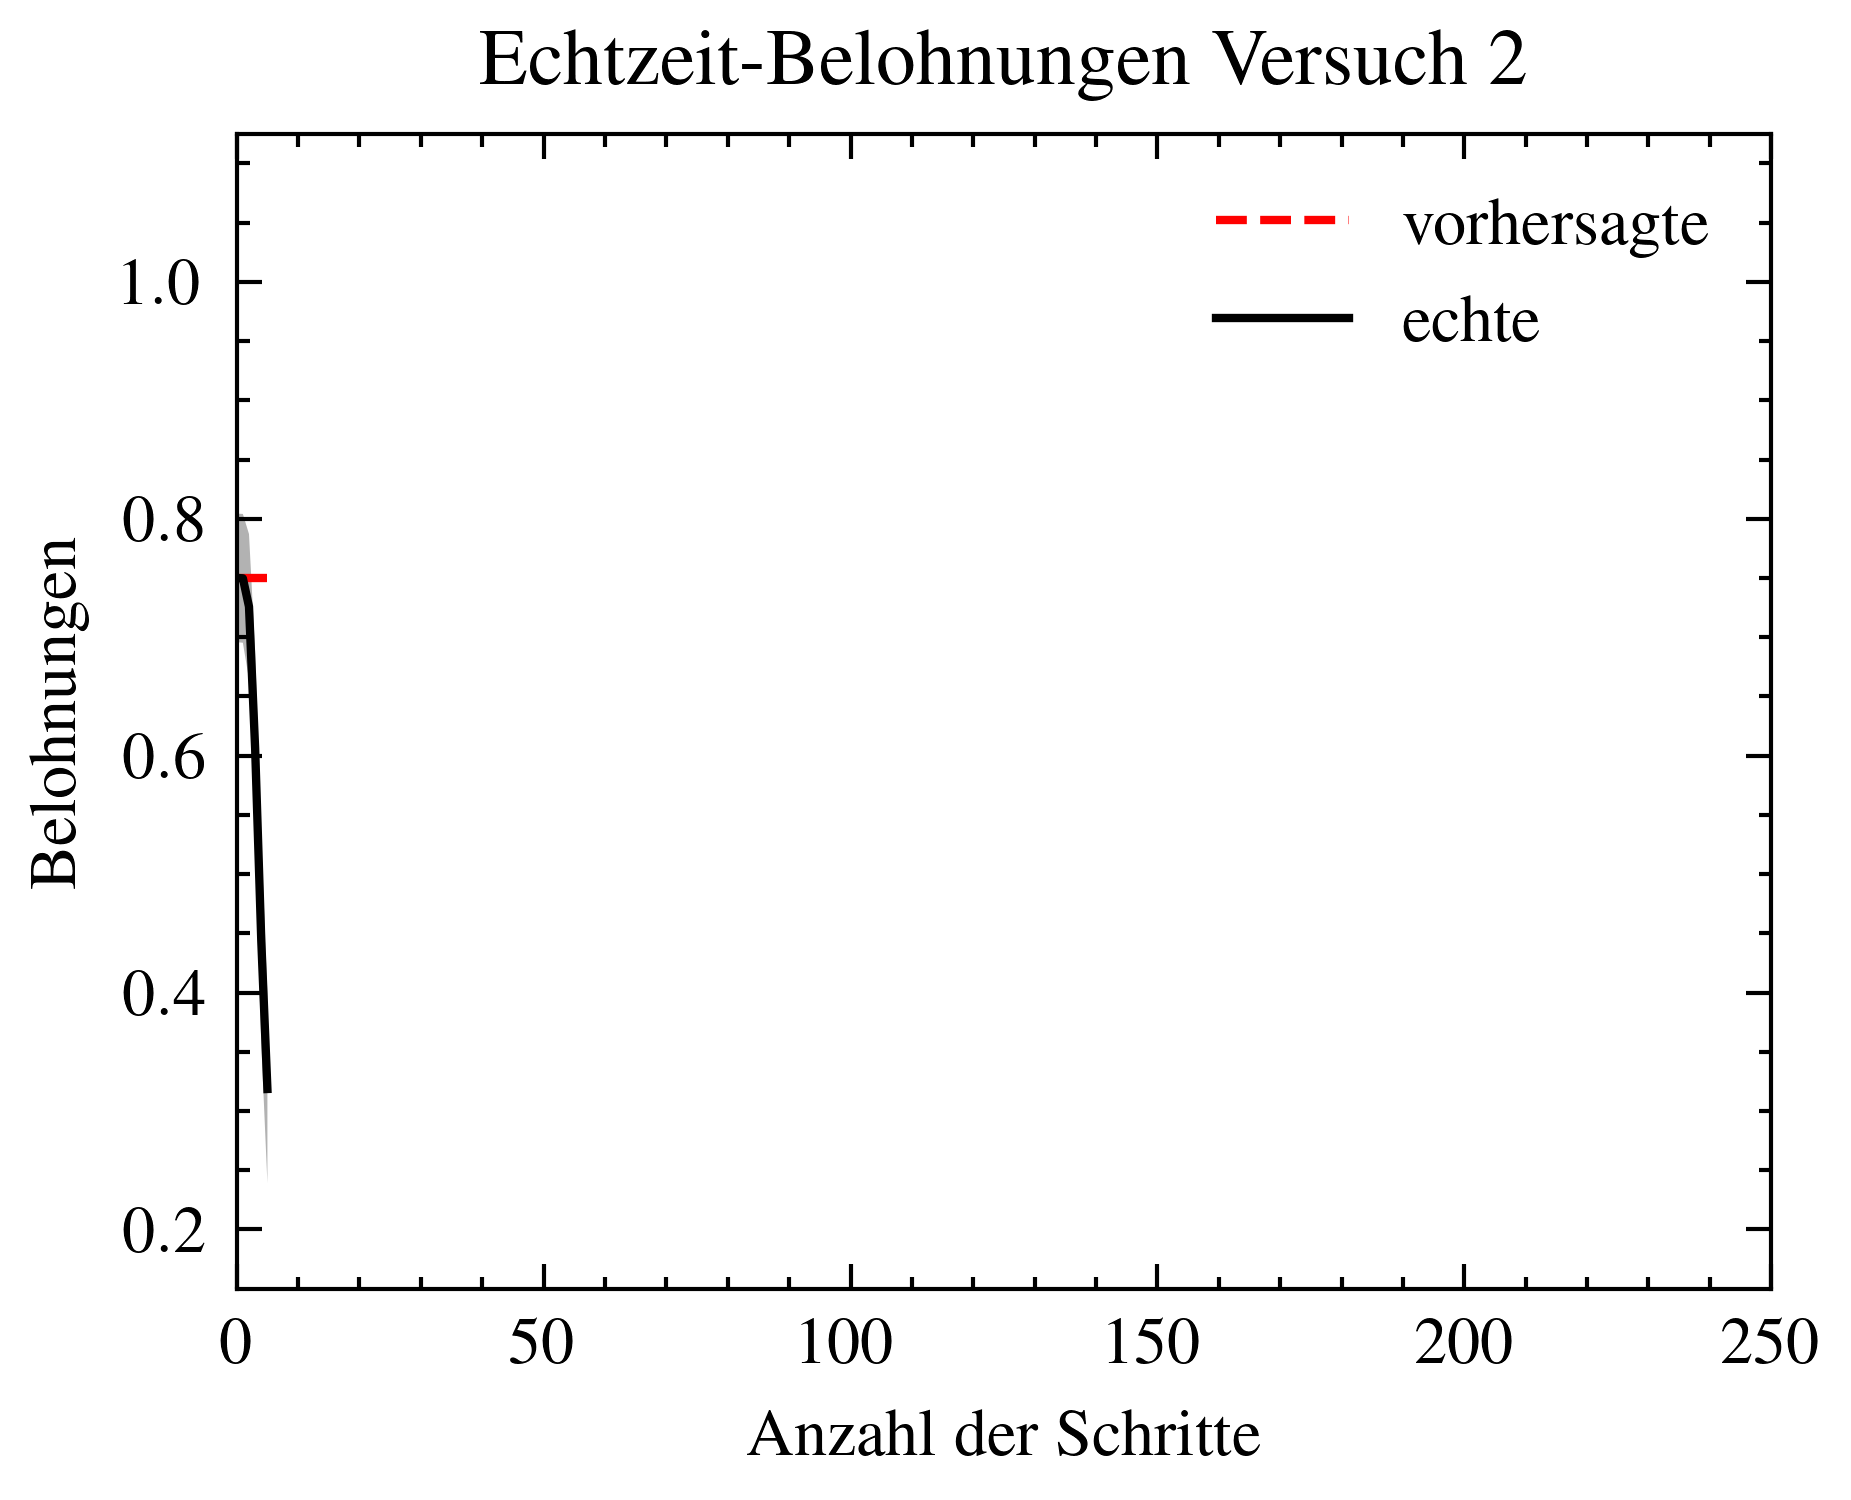 Echtzeit-Belohnungen Versuch 2
vorhersagte
echte
Belohnungen
1.0
0.8
0.6
0.4
0.2
0 50 100 150 200 250
Anzahl der Schritte